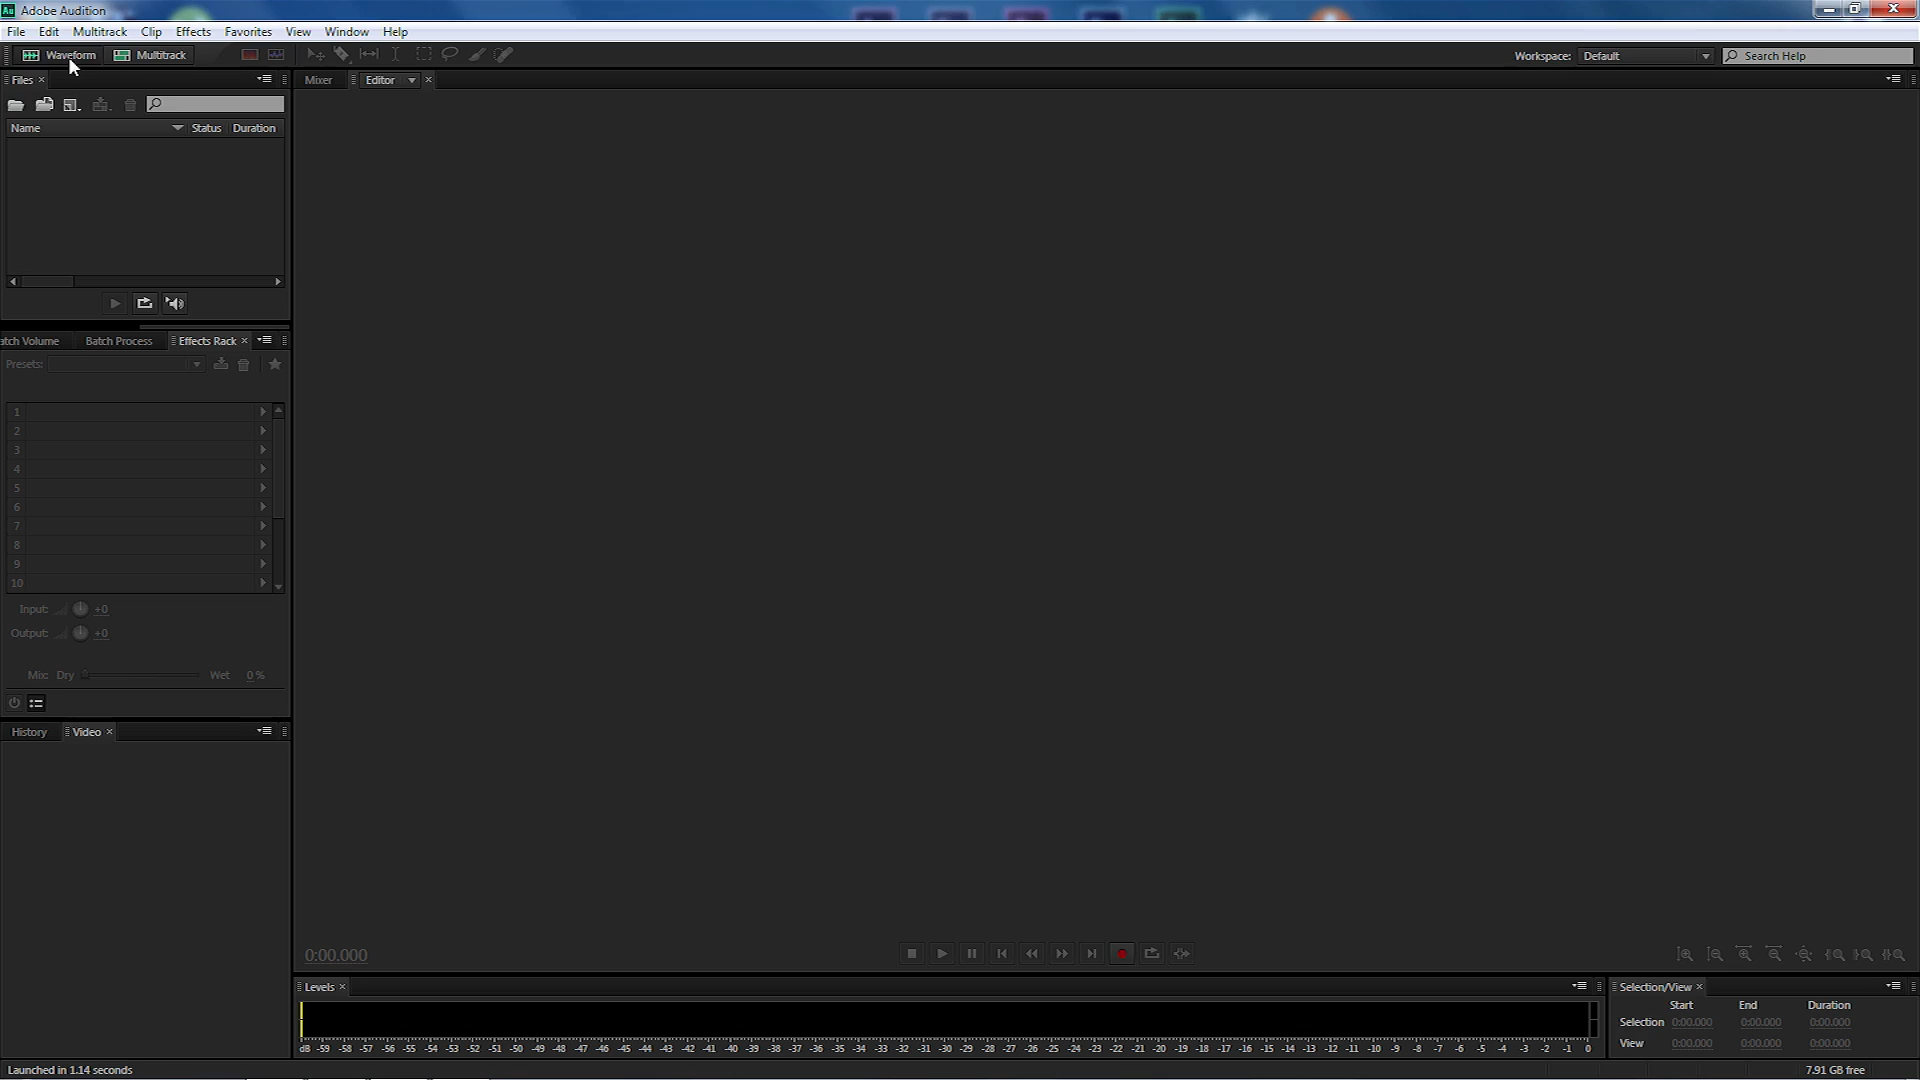 Au Adobe Audition
File Edit Multitrack Clip Effects Favorites View Window Help
Waveform Multitrack Workspace: Default Search Help
Files Mixer Editor
Name Status Duration
atch Volume Batch Process Effects Rack
Presets:
1
2
3
4
5
6
7
8
9
10
Input: +0
Output: +0
Mix: Dry Wet 0 %
History Video
0:00.000
Levels
dB -59 -58 -57 -56 -55 -54 -53 -52 -51 -50 -49 -48 -47 -46 -45 -44 -43 -42 -41 -40 -39 -38 -37 -36 -35 -34 -33 -32 -31 -30 -29 -28 -27 -26 -25 -24 -23 -22 -21 -20 -19 -18 -17 -16 -15 -14 -13 -12 -11 -10 -9 -8 -7 -6 -5 -4 -3 -2 -1 0
Selection/View
Start End Duration
Selection 0:00.000 0:00.000 0:00.000
View 0:00.000 0:00.000 0:00.000
Launched in 1.14 seconds 7.91 GB free